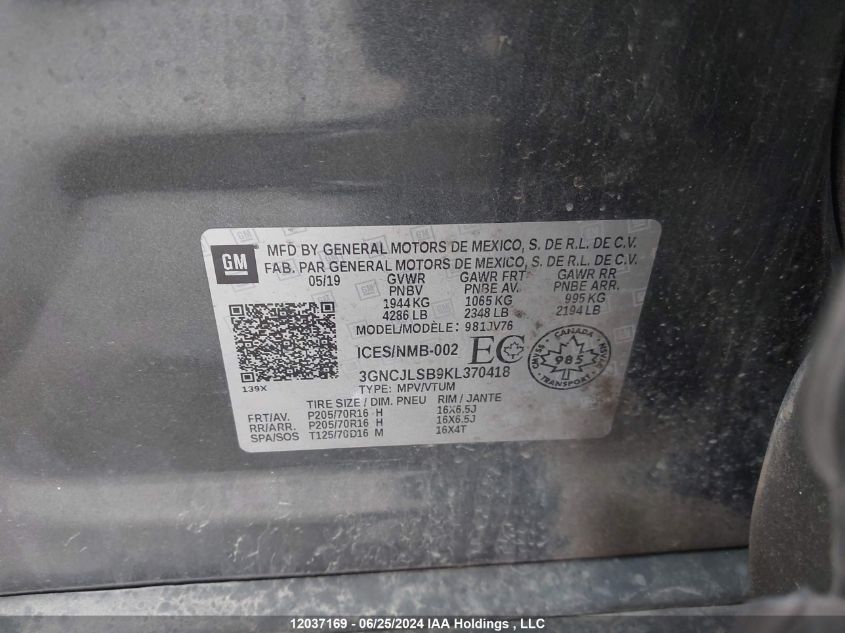 GM
MFD BY GENERAL MOTORS DE MEXICO, S. DE R.L. DE C.V.
FAB. PAR GENERAL MOTORS DE MEXICO, S. DE R.L. DE C.V.
05/19 GVWR GAWR FRT GAWR RR
PNBV PNBE AV. PNBE ARR.
1944 KG 1065 KG 995 KG
4286 LB 2348 LB 2194 LB
MODEL/MODÈLE: 981JV76
ICES/NMB-002 EC
CANADA
985
NSVAC
SVMO
3GNCJLSB9KL370418
139X
TYPE: MPV/VTUM
TIRE SIZE / DIM. PNEU RIM / JANTE
FRT/AV. P205/70R16 H 16X6.5J
RR/ARR. P205/70R16 H 16X6.5J
SPA/SOS T125/70D16 M 16X4T
12037169 - 06/25/2024 IAA Holdings , LLC